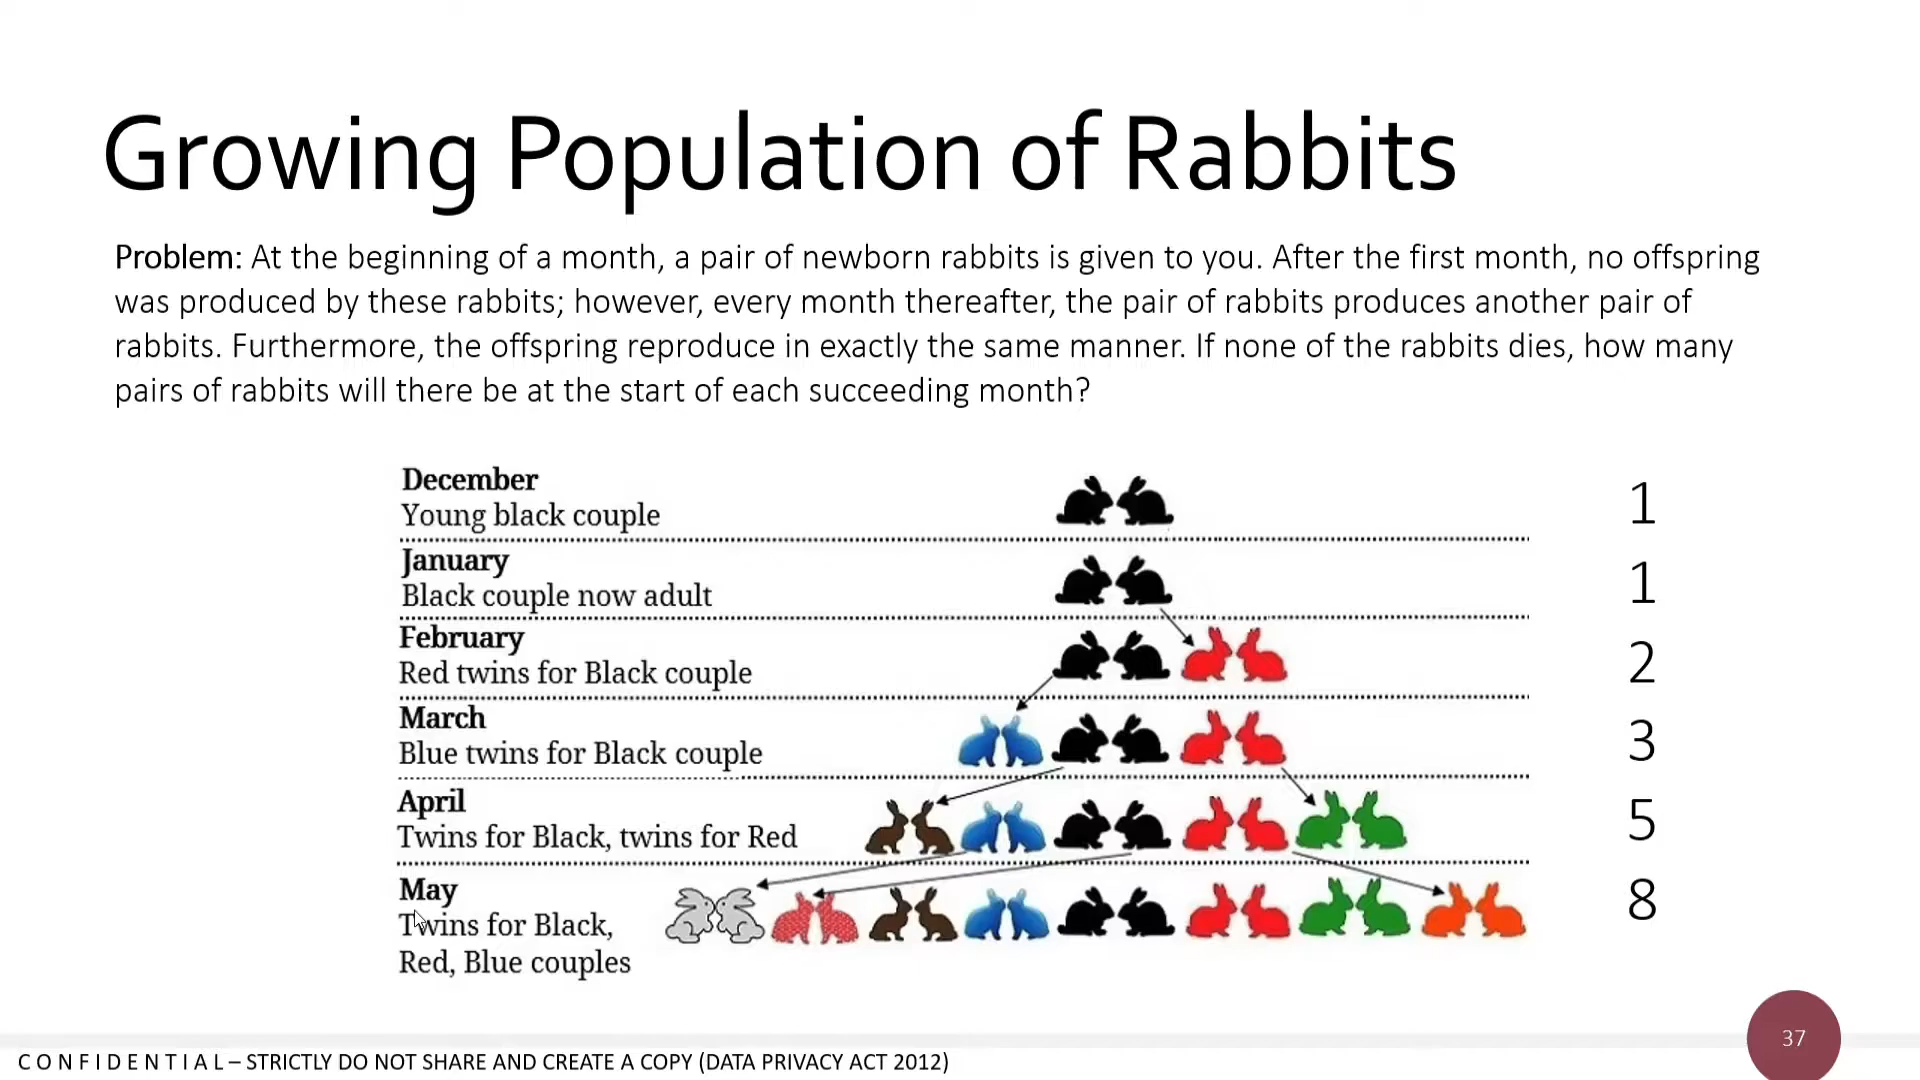 Growing Population of Rabbits
Problem: At the beginning of a month, a pair of newborn rabbits is given to you. After the first month, no offspring
was produced by these rabbits; however, every month thereafter, the pair of rabbits produces another pair of
rabbits. Furthermore, the offspring reproduce in exactly the same manner. If none of the rabbits dies, how many
pairs of rabbits will there be at the start of each succeeding month?
December
Young black couple
1
January
Black couple now adult
1
February
Red twins for Black couple
2
March
Blue twins for Black couple
3
April
Twins for Black, twins for Red
5
May
Twins for Black,
Red, Blue couples
8
37
CONFIDENTIAL – STRICTLY DO NOT SHARE AND CREATE A COPY (DATA PRIVACY ACT 2012)